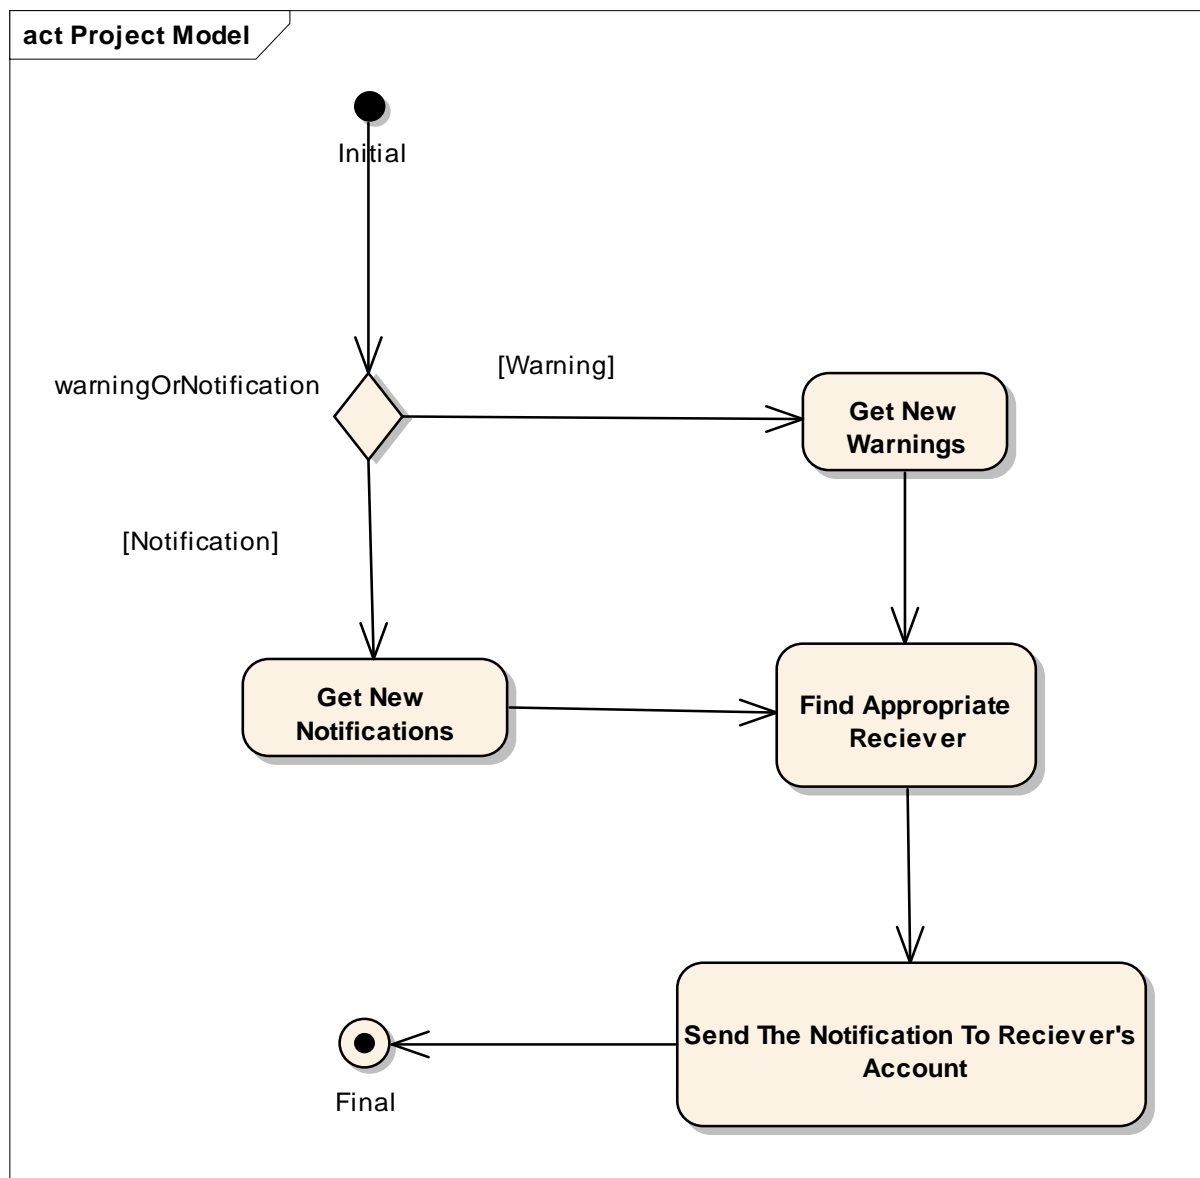 act Project Model
Initial
[Warning]
warningOrNotification
Get New
Warnings
[Notification]
Get New
Notifications
Find Appropriate
Reciever
Send The Notification To Reciever's
Account
Final